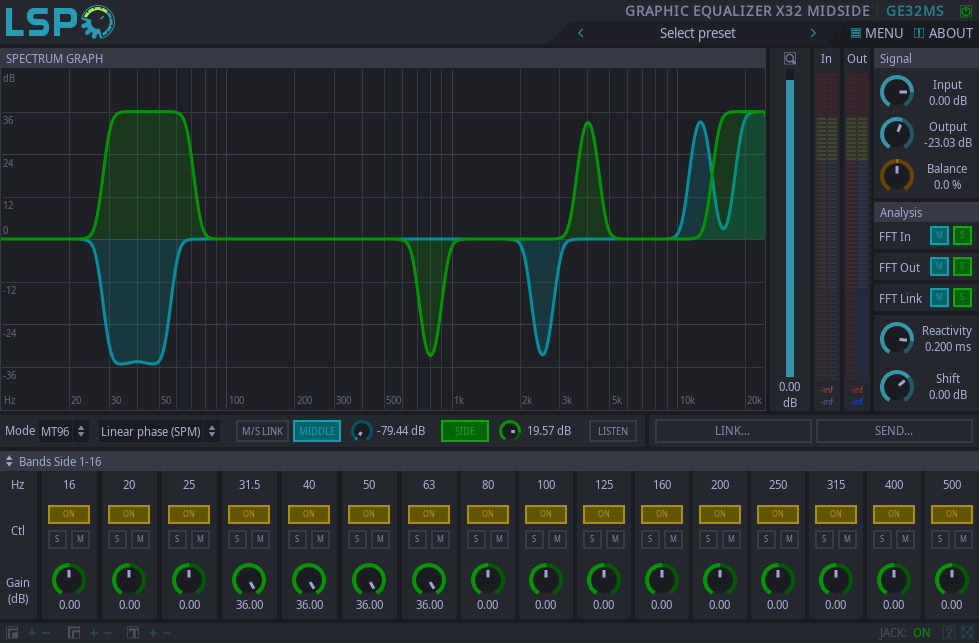 LSP GRAPHIC EQUALIZER X32 MIDSIDE GE32MS
Select preset MENU ABOUT
SPECTRUM GRAPH In Out Signal
dB
36
24
12
0
-12
-24
-36
Hz 20 30 50 100 200 300 500 1k 2k 3k 5k 10k 20k
0.00
dB
-inf -inf
-inf -inf
Input
0.00 dB
Output
-23.03 dB
Balance
0.0 %
Analysis
FFT In M S
FFT Out M S
FFT Link M S
Reactivity
0.200 ms
Shift
0.00 dB
Mode MT96 Linear phase (SPM) M/S LINK MIDDLE -79.44 dB SIDE 19.57 dB LISTEN LINK... SEND...
Bands Side 1-16
Hz 16 20 25 31.5 40 50 63 80 100 125 160 200 250 315 400 500
ON ON ON ON ON ON ON ON ON ON ON ON ON ON ON ON
Ctl
S M S M S M S M S M S M S M S M S M S M S M S M S M S M S M S M
Gain
(dB)
0.00 0.00 0.00 36.00 36.00 36.00 36.00 0.00 0.00 0.00 0.00 0.00 0.00 0.00 0.00 0.00
JACK: ON